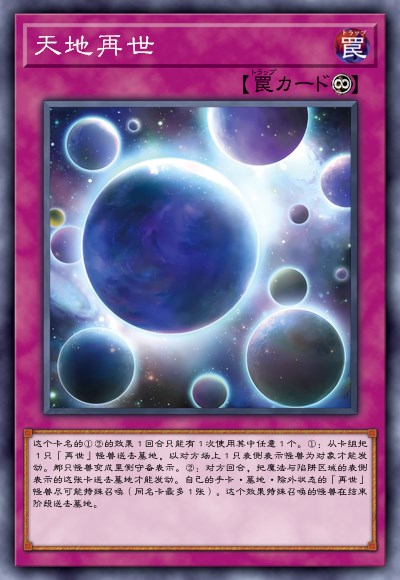 天地再世
トラップ
罠
トラップ
【罠カード】
这个卡名的①②的效果1回合只能有1次使用其中任意1个。①：从卡组把
1只「再世」怪兽送去墓地，以对方场上1只表侧表示怪兽为对象才能发
动。那只怪兽变成里侧守备表示。②：对方回合，把魔法与陷阱区域的表侧
表示的这张卡送去墓地才能发动。自己的手卡·墓地·除外状态的「再世」
怪兽尽可能特殊召唤（同名卡最多1张）。这个效果特殊召唤的怪兽在结束
阶段送去墓地。